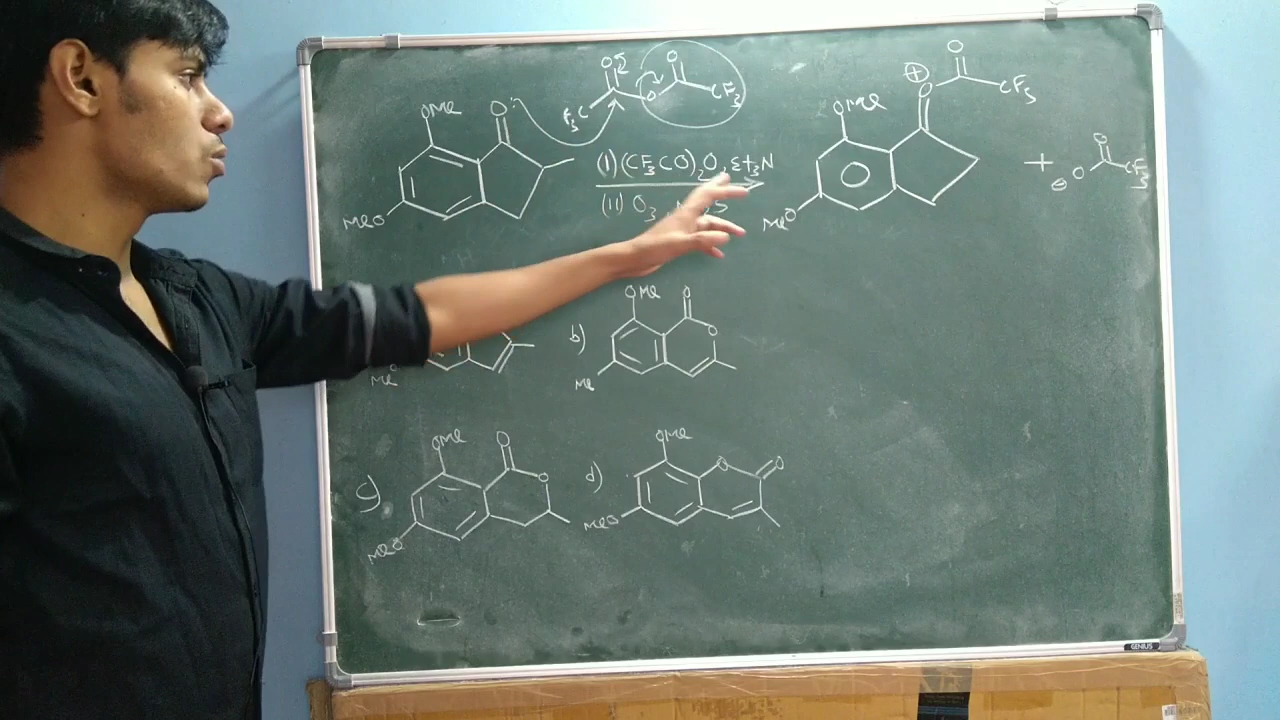 OMe O
MeO
O O
F3C O CF3
(I) (CF3CO)2O, Et3N
(II) O3,
O
⊕ O CF3
OMe
MeO
+
O
⊖ O CF3
Me
b) OMe O
O
Me
c) OMe O
O
MeO
d) OMe
O O
MeO
GENIUS